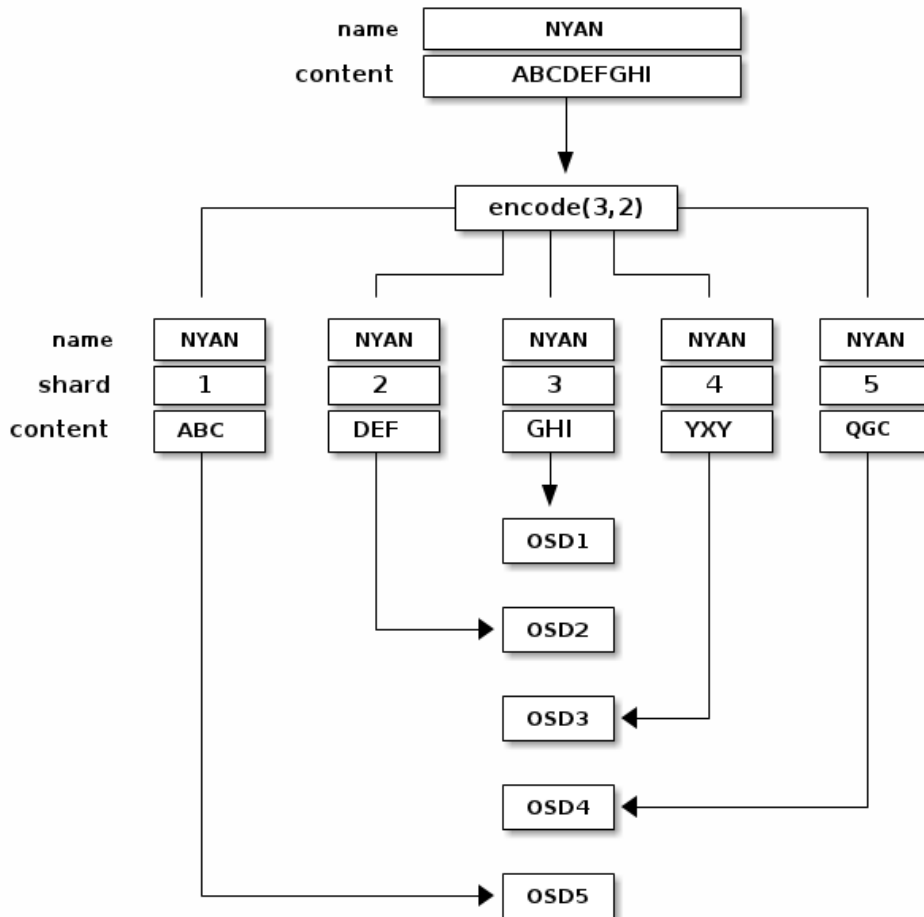 name NYAN
content ABCDEFGHI
encode(3,2)
name NYAN NYAN NYAN NYAN NYAN
shard 1 2 3 4 5
content ABC DEF GHI YXY QGC
OSD1
OSD2
OSD3
OSD4
OSD5